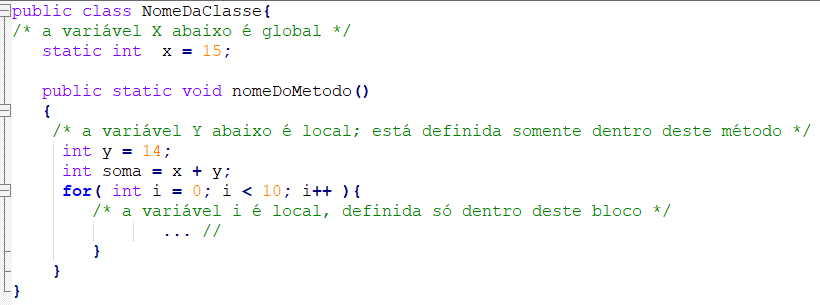 public class NomeDaClasse{
/* a variável X abaixo é global */
static int  x = 15;
public static void nomeDoMetodo()
{
/* a variável Y abaixo é local; está definida somente dentro deste método */
int y = 14;
int soma = x + y;
for( int i = 0; i < 10; i++ ){
/* a variável i é local, definida só dentro deste bloco */
... //
}
}
}